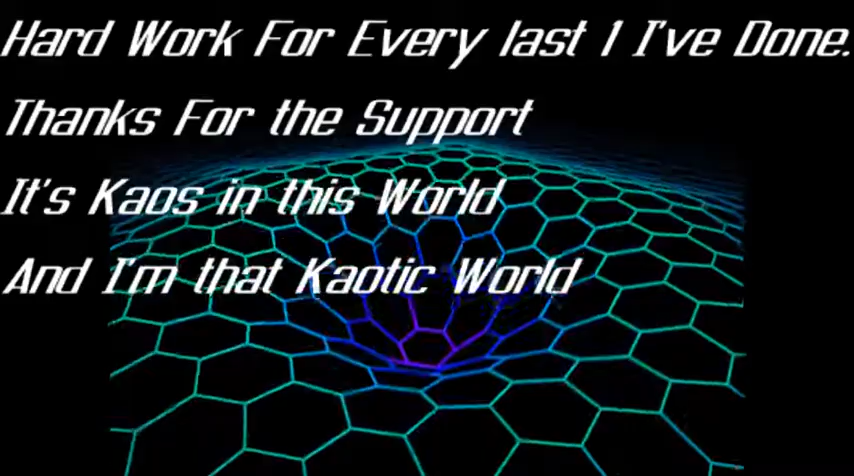 Hard Work For Every last 1 I've Done.
Thanks For the Support
It's Kaos in this World
And I'm that Kaotic World